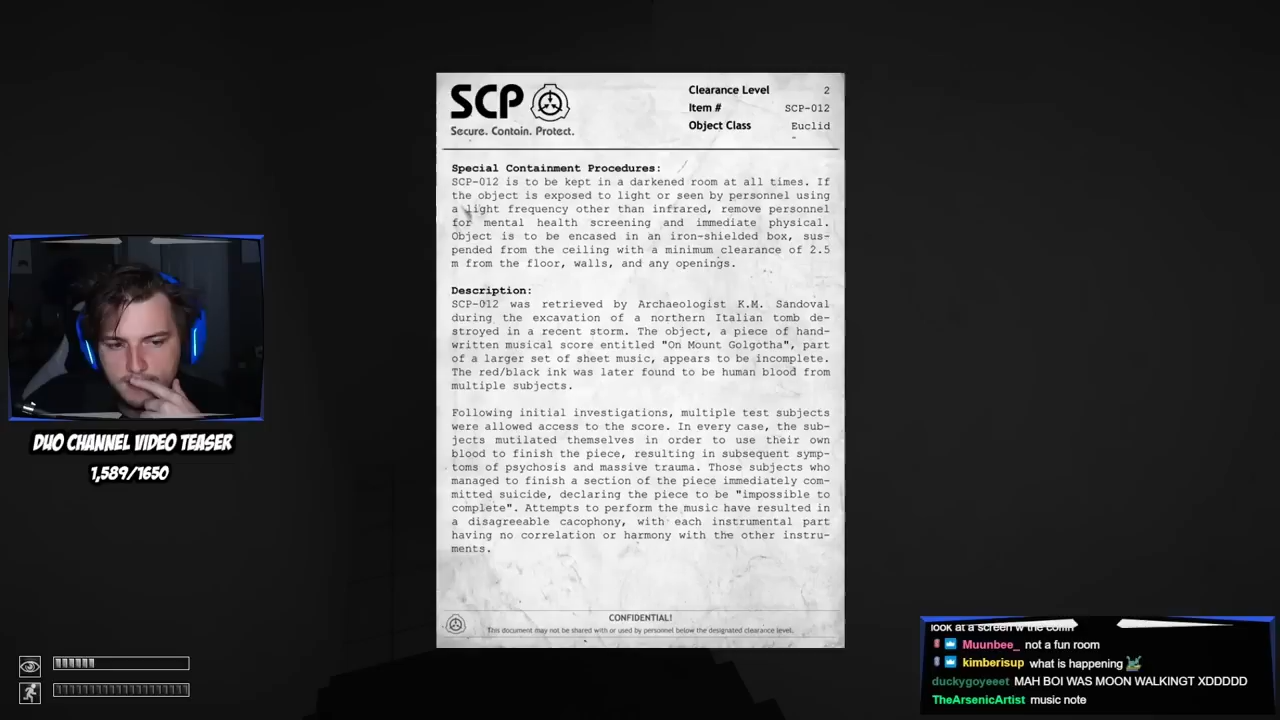 SCP
Secure. Contain. Protect.
Clearance Level 2
Item # SCP-012
Object Class Euclid
Special Containment Procedures:
SCP-012 is to be kept in a darkened room at all times. If
the object is exposed to light or seen by personnel using
a light frequency other than infrared, remove personnel
for mental health screening and immediate physical.
Object is to be encased in an iron-shielded box, sus-
pended from the ceiling with a minimum clearance of 2.5
m from the floor, walls, and any openings.
Description:
SCP-012 was retrieved by Archaeologist K.M. Sandoval
during the excavation of a northern Italian tomb de-
stroyed in a recent storm. The object, a piece of hand-
written musical score entitled "On Mount Golgotha", part
of a larger set of sheet music, appears to be incomplete.
The red/black ink was later found to be human blood from
multiple subjects.
Following initial investigations, multiple test subjects
were allowed access to the score. In every case, the sub-
jects mutilated themselves in order to use their own
blood to finish the piece, resulting in subsequent symp-
toms of psychosis and massive trauma. Those subjects who
managed to finish a section of the piece immediately com-
mitted suicide, declaring the piece to be "impossible to
complete". Attempts to perform the music have resulted in
a disagreeable cacophony, with each instrumental part
having no correlation or harmony with the other instru-
ments.
CONFIDENTIAL!
This document may not be shared with or used by personnel below the designated clearance level.
DUO CHANNEL VIDEO TEASER
1,589/1650
look at a screen w the coffin
Muunbee_ not a fun room
kimberisup what is happening
duckygoyeeet MAH BOI WAS MOON WALKINGT XDDDDD
TheArsenicArtist music note